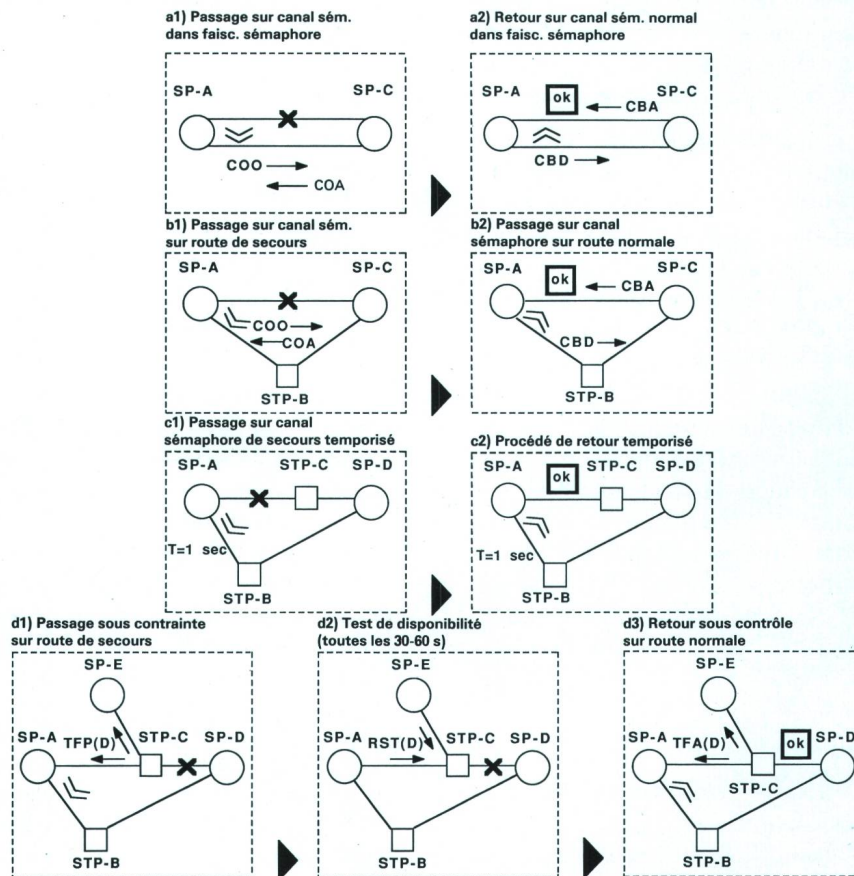 a1) Passage sur canal sém.
dans faisc. sémaphore
SP-A
SP-C
COO
COA
a2) Retour sur canal sém. normal
dans faisc. sémaphore
SP-A
ok
CBA
SP-C
CBD
b1) Passage sur canal sém.
sur route de secours
SP-A
SP-C
COO
COA
STP-B
b2) Passage sur canal
sémaphore sur route normale
SP-A
ok
CBA
SP-C
CBD
STP-B
c1) Passage sur canal
sémaphore de secours temporisé
SP-A
STP-C
SP-D
T=1 sec
STP-B
c2) Procédé de retour temporisé
SP-A
ok
STP-C
SP-D
T=1 sec
STP-B
d1) Passage sous contrainte
sur route de secours
SP-E
SP-A
TFP(D)
STP-C
SP-D
STP-B
d2) Test de disponibilité
(toutes les 30-60 s)
SP-E
SP-A
RST(D)
STP-C
SP-D
STP-B
d3) Retour sous contrôle
sur route normale
SP-E
SP-A
TFA(D)
ok
SP-D
STP-C
STP-B